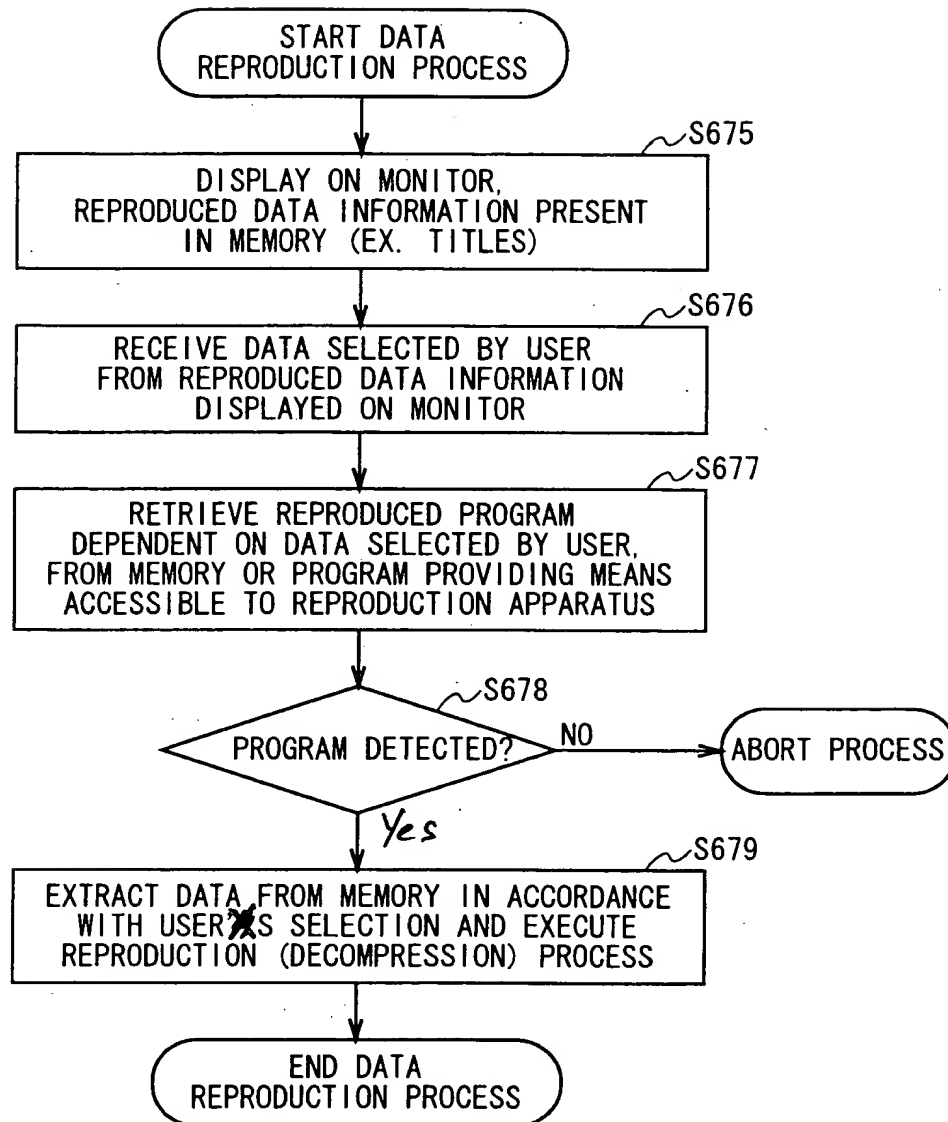 START DATA
REPRODUCTION PROCESS
S675
DISPLAY ON MONITOR,
REPRODUCED DATA INFORMATION PRESENT
IN MEMORY (EX. TITLES)
S676
RECEIVE DATA SELECTED BY USER
FROM REPRODUCED DATA INFORMATION
DISPLAYED ON MONITOR
S677
RETRIEVE REPRODUCED PROGRAM
DEPENDENT ON DATA SELECTED BY USER,
FROM MEMORY OR PROGRAM PROVIDING MEANS
ACCESSIBLE TO REPRODUCTION APPARATUS
S678
PROGRAM DETECTED?
NO
ABORT PROCESS
Yes
S679
EXTRACT DATA FROM MEMORY IN ACCORDANCE
WITH USER S SELECTION AND EXECUTE
REPRODUCTION (DECOMPRESSION) PROCESS
END DATA
REPRODUCTION PROCESS